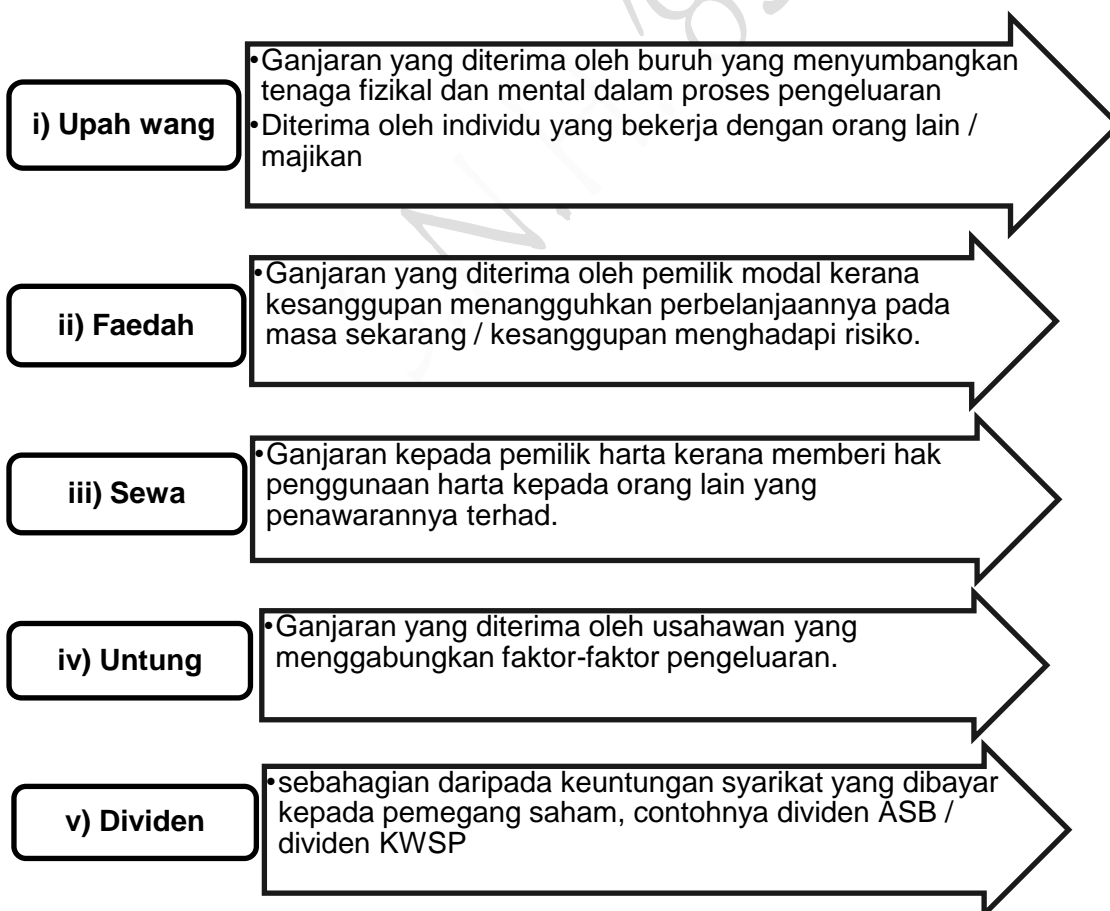 i) Upah wang
•Ganjaran yang diterima oleh buruh yang menyumbangkan
tenaga fizikal dan mental dalam proses pengeluaran
•Diterima oleh individu yang bekerja dengan orang lain /
majikan
ii) Faedah
•Ganjaran yang diterima oleh pemilik modal kerana
kesanggupan menangguhkan perbelanjaannya pada
masa sekarang / kesanggupan menghadapi risiko.
iii) Sewa
•Ganjaran kepada pemilik harta kerana memberi hak
penggunaan harta kepada orang lain yang
penawarannya terhad.
iv) Untung
•Ganjaran yang diterima oleh usahawan yang
menggabungkan faktor-faktor pengeluaran.
v) Dividen
•sebahagian daripada keuntungan syarikat yang dibayar
kepada pemegang saham, contohnya dividen ASB /
dividen KWSP